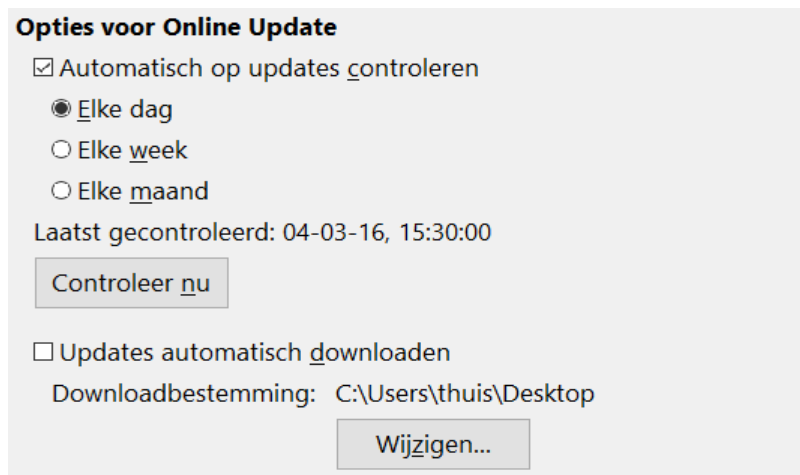 Opties voor Online Update
Automatisch op updates controleren
Elke dag
Elke week
Elke maand
Laatst gecontroleerd: 04-03-16, 15:30:00
Controleer nu
Updates automatisch downloaden
Downloadbestemming: C:\Users\thuis\Desktop
Wijzigen...